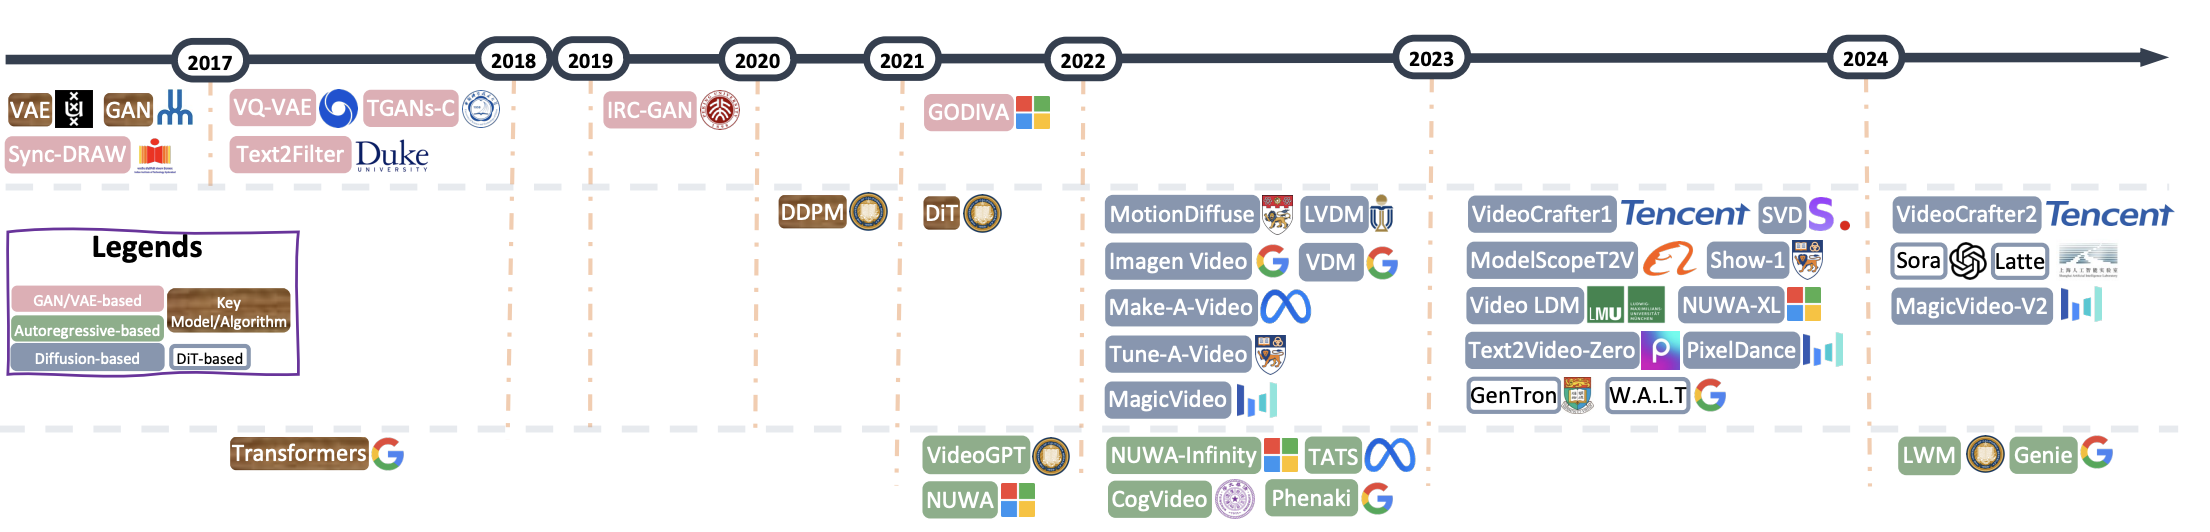 2017 2018 2019 2020 2021 2022 2023 2024
VAE GAN VQ-VAE TGANs-C IRC-GAN GODIVA
Sync-DRAW Text2Filter Duke UNIVERSITY
DDPM DiT MotionDiffuse LVDM VideoCrafter1 Tencent SVD S. VideoCrafter2 Tencent
Imagen Video VDM ModelScopeT2V Show-1 Sora Latte
Make-A-Video Video LDM LMU NUWA-XL MagicVideo-V2
Tune-A-Video Text2Video-Zero PixelDance
MagicVideo GenTron W.A.L.T
Legends
GAN/VAE-based
Key Model/Algorithm
Autoregressive-based
Diffusion-based
DiT-based
Transformers VideoGPT NUWA-Infinity TATS LWM Genie
NUWA CogVideo Phenaki